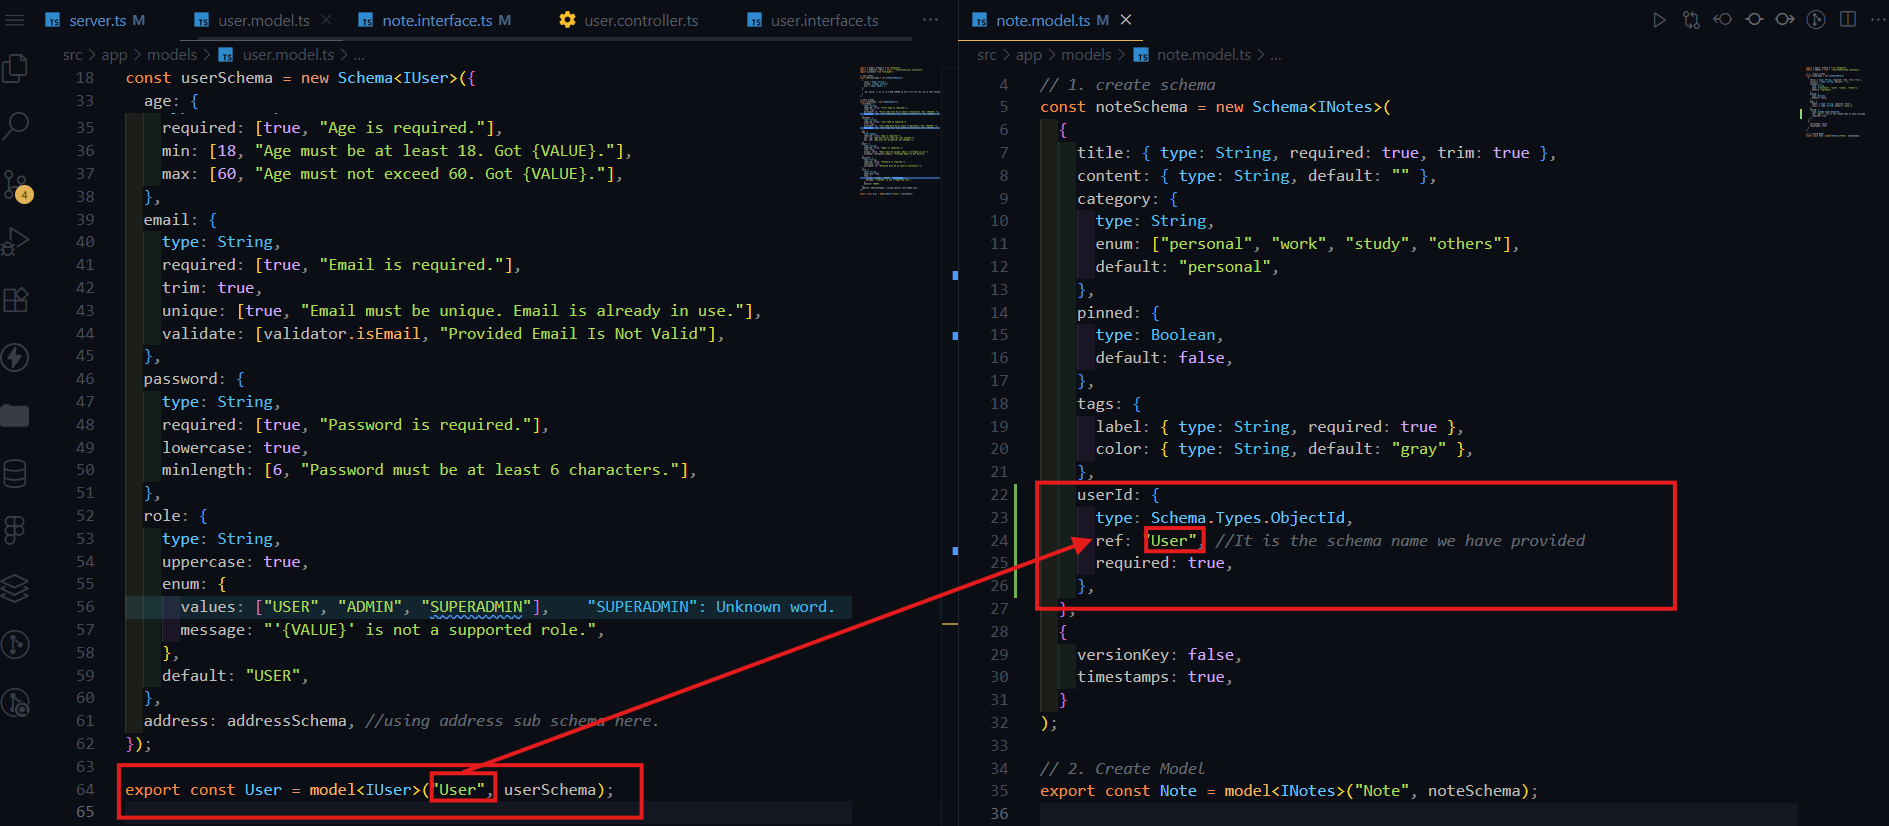 server.ts M
user.model.ts
note.interface.ts M
user.controller.ts
user.interface.ts
...
src > app > models > user.model.ts > ...
18 const userSchema = new Schema<IUser>({
33 age: {
35 required: [true, "Age is required."],
36 min: [18, "Age must be at least 18. Got {VALUE}."],
37 max: [60, "Age must not exceed 60. Got {VALUE}."],
38 },
39 email: {
40 type: String,
41 required: [true, "Email is required."],
42 trim: true,
43 unique: [true, "Email must be unique. Email is already in use."],
44 validate: [validator.isEmail, "Provided Email Is Not Valid"],
45 },
46 password: {
47 type: String,
48 required: [true, "Password is required."],
49 lowercase: true,
50 minlength: [6, "Password must be at least 6 characters."],
51 },
52 role: {
53 type: String,
54 uppercase: true,
55 enum: {
56 values: ["USER", "ADMIN", "SUPERADMIN"], "SUPERADMIN": Unknown word.
57 message: "'{VALUE}' is not a supported role.",
58 },
59 default: "USER",
60 },
61 address: addressSchema, //using address sub schema here.
62 });
63
64 export const User = model<IUser>("User", userSchema);
65
4
note.model.ts M
src > app > models > note.model.ts > ...
4 // 1. create schema
5 const noteSchema = new Schema<INotes>(
6 {
7 title: { type: String, required: true, trim: true },
8 content: { type: String, default: "" },
9 category: {
10 type: String,
11 enum: ["personal", "work", "study", "others"],
12 default: "personal",
13 },
14 pinned: {
15 type: Boolean,
16 default: false,
17 },
18 tags: {
19 label: { type: String, required: true },
20 color: { type: String, default: "gray" },
21 },
22 userId: {
23 type: Schema.Types.ObjectId,
24 ref: "User", //It is the schema name we have provided
25 required: true,
26 },
27 },
28 {
29 versionKey: false,
30 timestamps: true,
31 }
32 );
33
34 // 2. Create Model
35 export const Note = model<INotes>("Note", noteSchema);
36